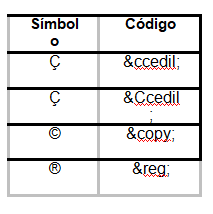 Símbol Código
o
Ç &ccedil;
Ç &Ccedil
;
© &copy;
® &reg;